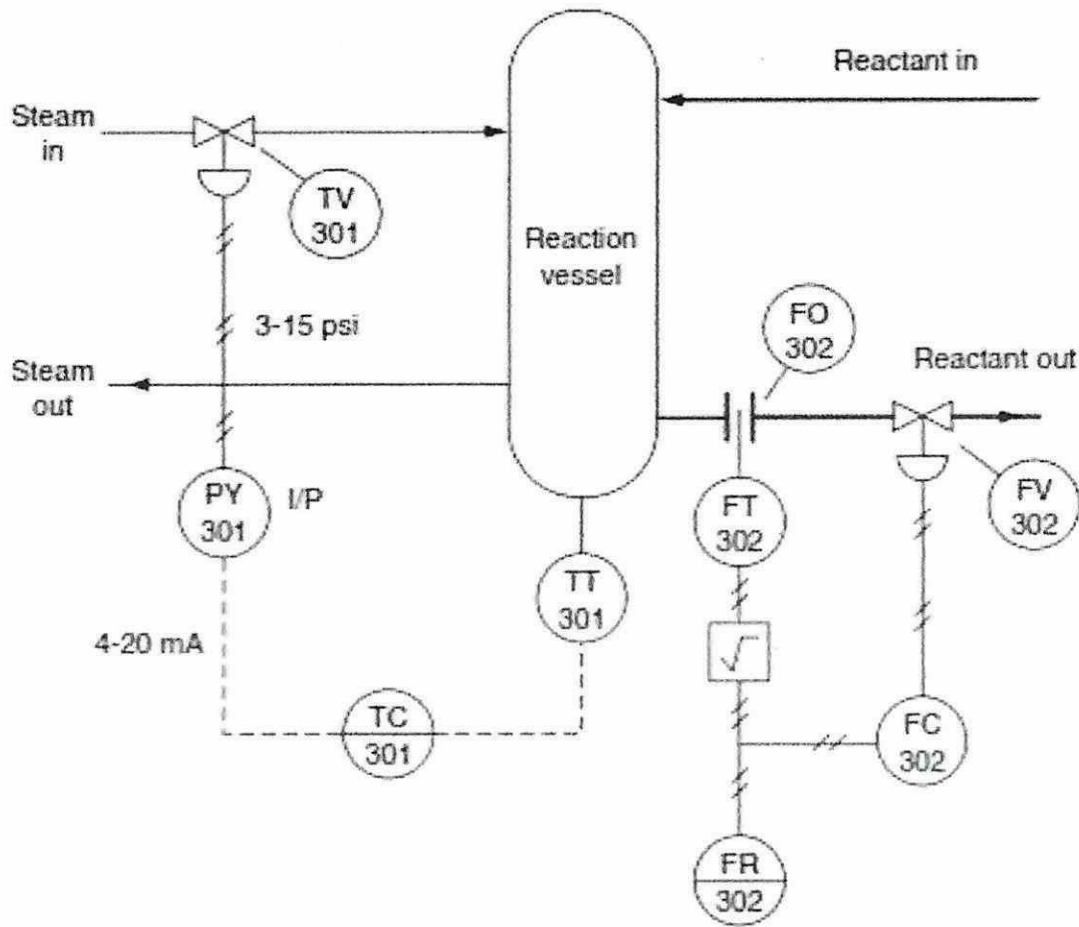 Reactant in
Steam
in
TV
301
Reaction
vessel
3-15 psi
FO
302
Steam
out
Reactant out
PY
301
I/P
FT
302
FV
302
TT
301
4-20 mA
√
TC
301
FC
302
FR
302